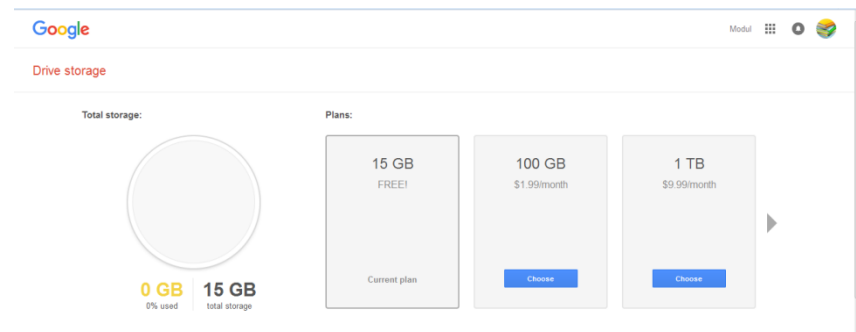 Google
Modul
Drive storage
Total storage:
Plans:
15 GB
FREE!
Current plan
100 GB
$1.99/month
Choose
1 TB
$9.99/month
Choose
0 GB
0% used
15 GB
total storage